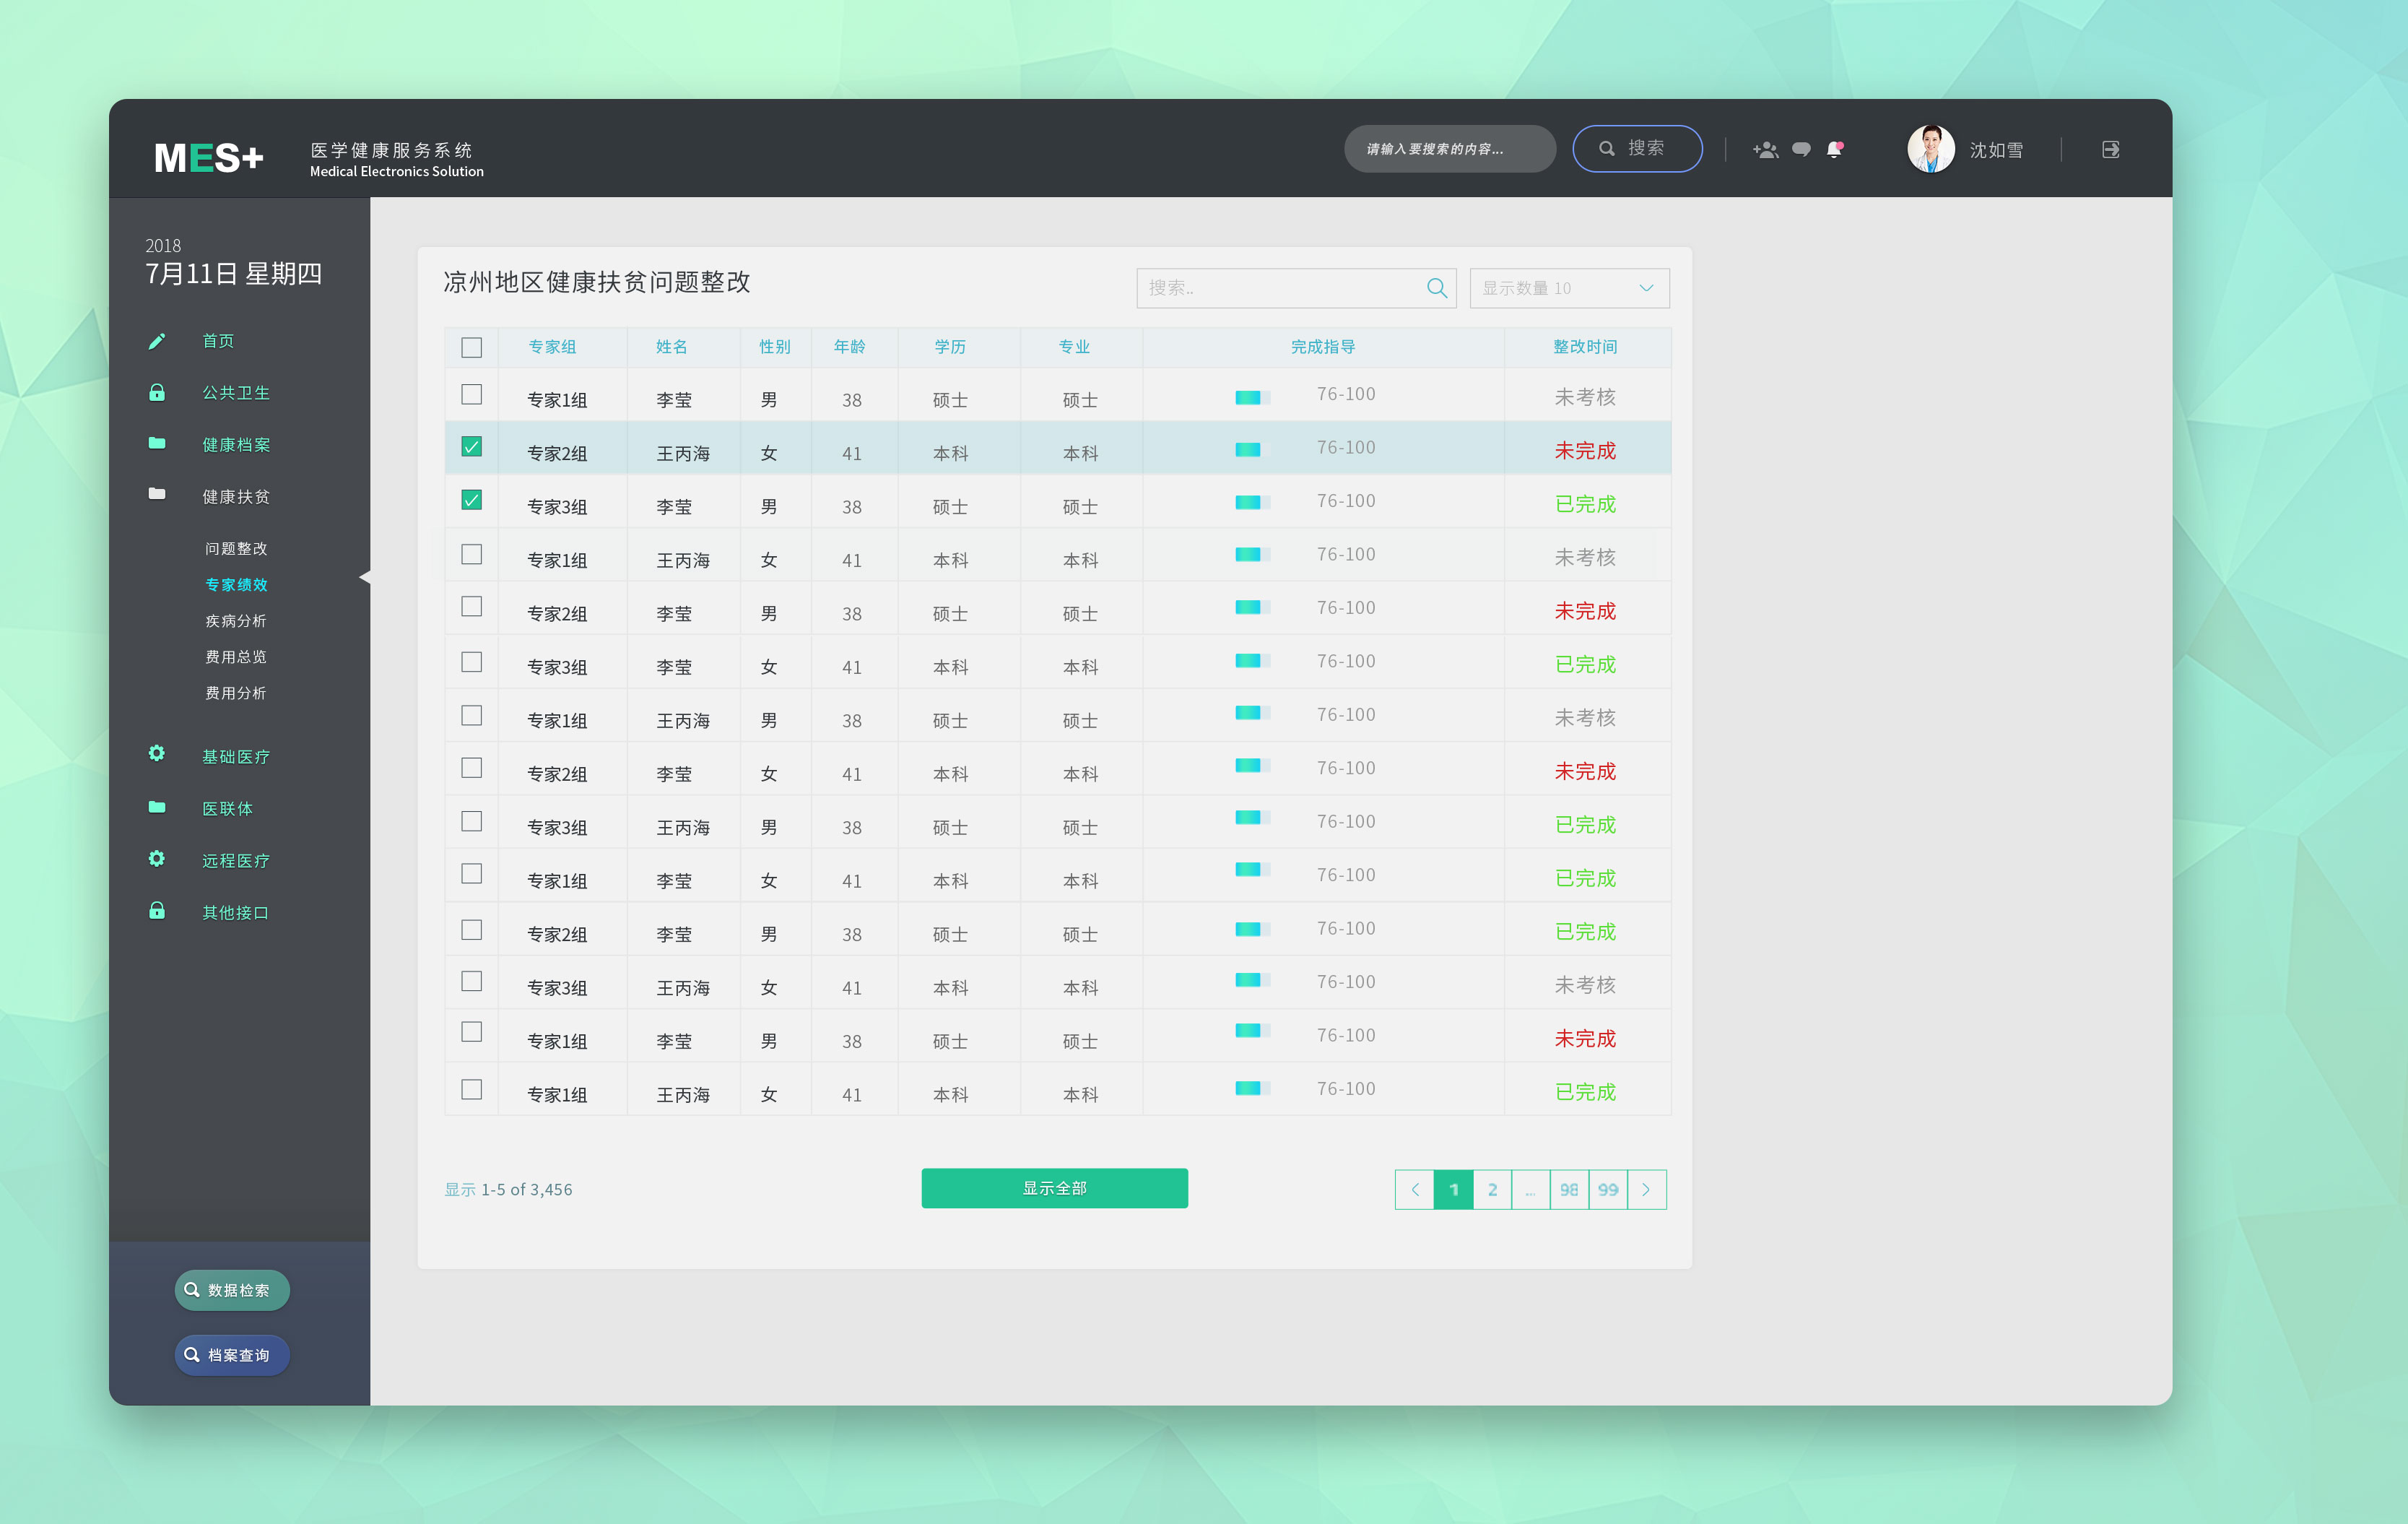 MES+
医学健康服务系统
Medical Electronics Solution
请输入要搜索的内容...
搜索
沈如雪
2018
7月11日 星期四
首页
公共卫生
健康档案
健康扶贫
问题整改
专家绩效
疾病分析
费用总览
费用分析
基础医疗
医联体
远程医疗
其他接口
数据检索
档案查询
凉州地区健康扶贫问题整改
搜索..
显示数量 10
专家组 姓名 性别 年龄 学历 专业 完成指导 整改时间
专家1组 李莹 男 38 硕士 硕士 76-100 未考核
专家2组 王丙海 女 41 本科 本科 76-100 未完成
专家3组 李莹 男 38 硕士 硕士 76-100 已完成
专家1组 王丙海 女 41 本科 本科 76-100 未考核
专家2组 李莹 男 38 硕士 硕士 76-100 未完成
专家3组 李莹 女 41 本科 本科 76-100 已完成
专家1组 王丙海 男 38 硕士 硕士 76-100 未考核
专家2组 李莹 女 41 本科 本科 76-100 未完成
专家3组 王丙海 男 38 硕士 硕士 76-100 已完成
专家1组 李莹 女 41 本科 本科 76-100 已完成
专家2组 李莹 男 38 硕士 硕士 76-100 已完成
专家3组 王丙海 女 41 本科 本科 76-100 未考核
专家1组 李莹 男 38 硕士 硕士 76-100 未完成
专家1组 王丙海 女 41 本科 本科 76-100 已完成
显示 1-5 of 3,456
显示全部
1 2 ... 98 99